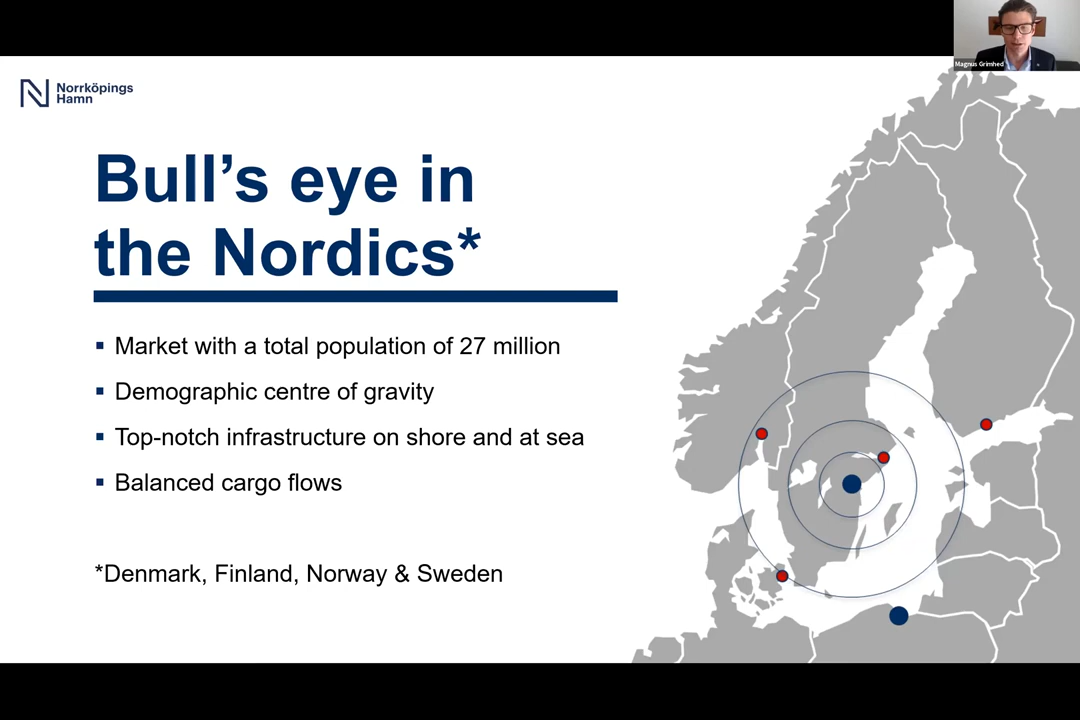 Magnus Grimhed
Norrköpings
Hamn
Bull’s eye in
the Nordics*
Market with a total population of 27 million
Demographic centre of gravity
Top-notch infrastructure on shore and at sea
Balanced cargo flows
*Denmark, Finland, Norway & Sweden